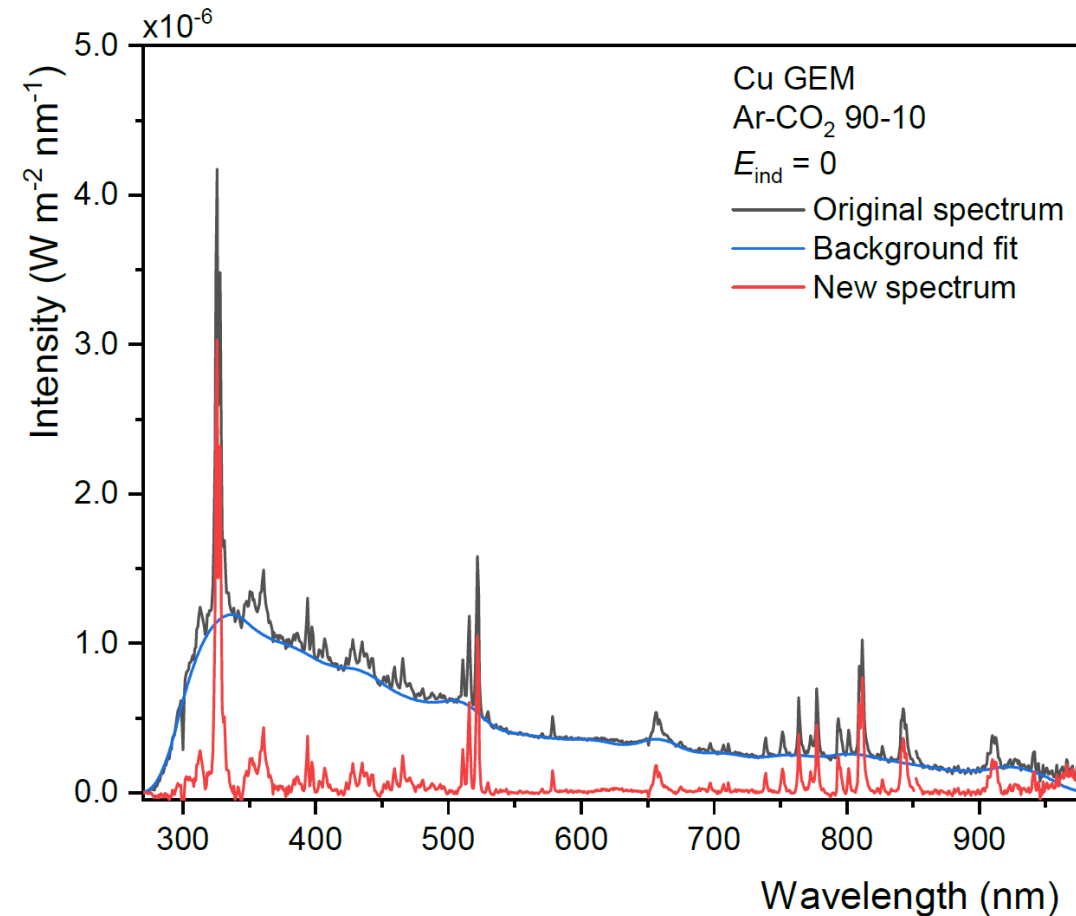 x10⁻⁶
5.0
4.0
3.0
2.0
1.0
0.0
Intensity (W m⁻² nm⁻¹)
Cu GEM
Ar-CO₂ 90-10
E_ind = 0
Original spectrum
Background fit
New spectrum
300 400 500 600 700 800 900
Wavelength (nm)